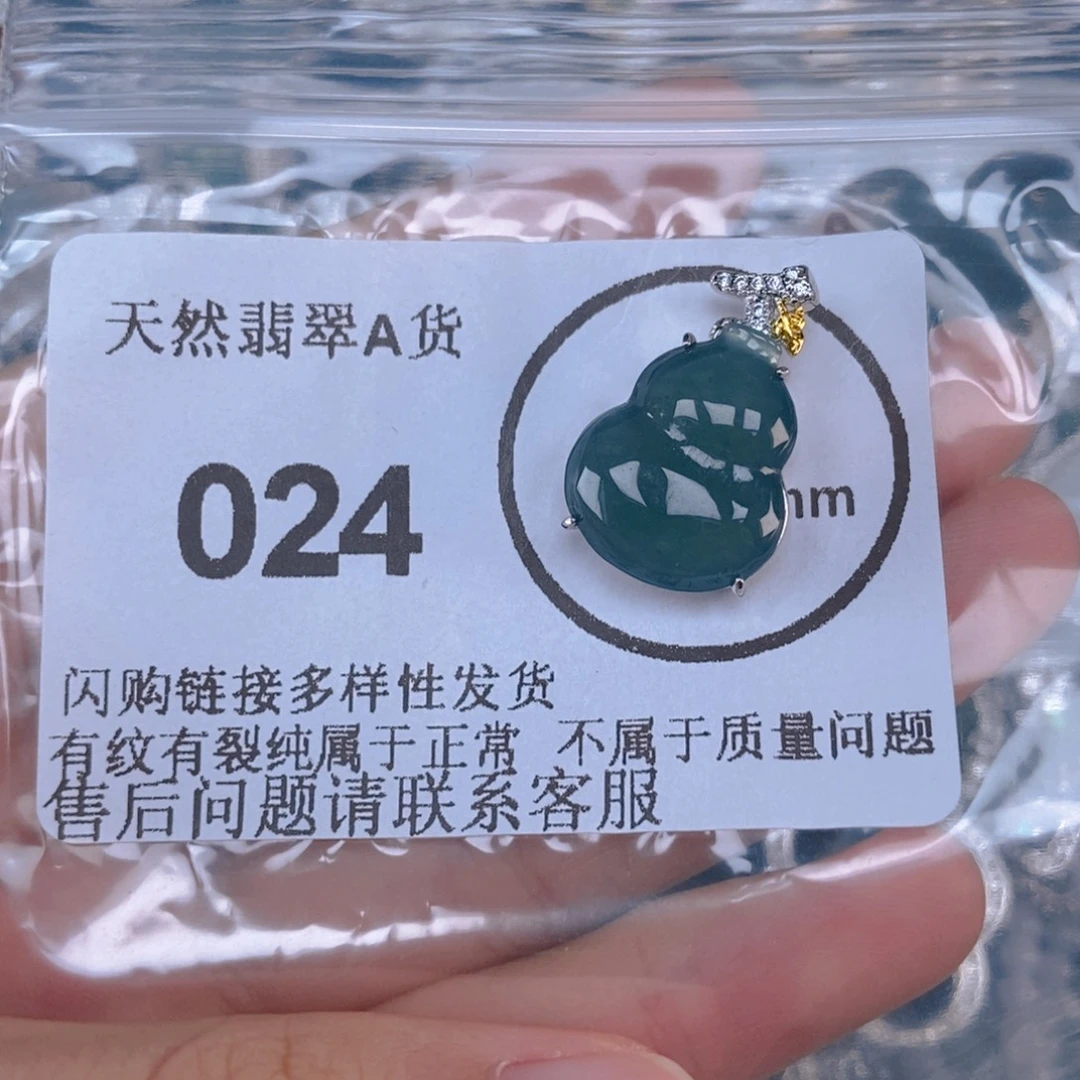 天然翡翠A货
024
mm
闪购链接多样性发货
有纹有裂纯属于正常 不属于质量问题
售后问题请联系客服